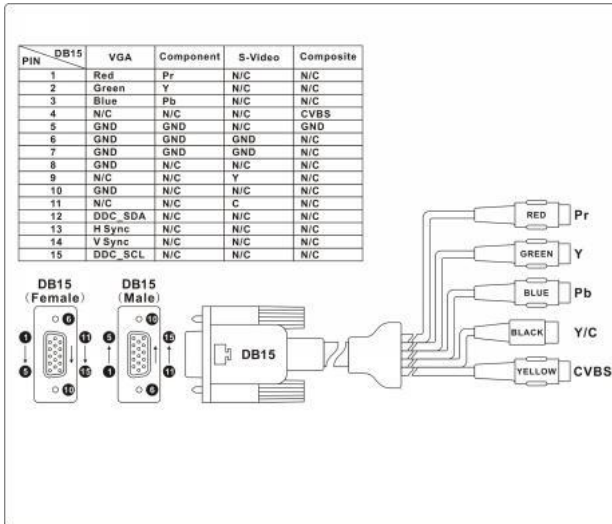 PIN DB15 VGA Component S-Video Composite
1 Red Pr N/C N/C
2 Green Y N/C N/C
3 Blue Pb N/C N/C
4 N/C N/C N/C CVBS
5 GND GND N/C GND
6 GND GND GND N/C
7 GND GND GND N/C
8 GND N/C N/C N/C
9 N/C N/C Y N/C
10 GND N/C N/C N/C
11 N/C N/C C N/C
12 DDC_SDA N/C N/C N/C
13 H Sync N/C N/C N/C
14 V Sync N/C N/C N/C
15 DDC_SCL N/C N/C N/C
RED Pr
GREEN Y
BLUE Pb
BLACK Y/C
YELLOW CVBS
DB15 (Female)
6
1 11
5 15
10
DB15 (Male)
10
5 15
1 11
6
DB15